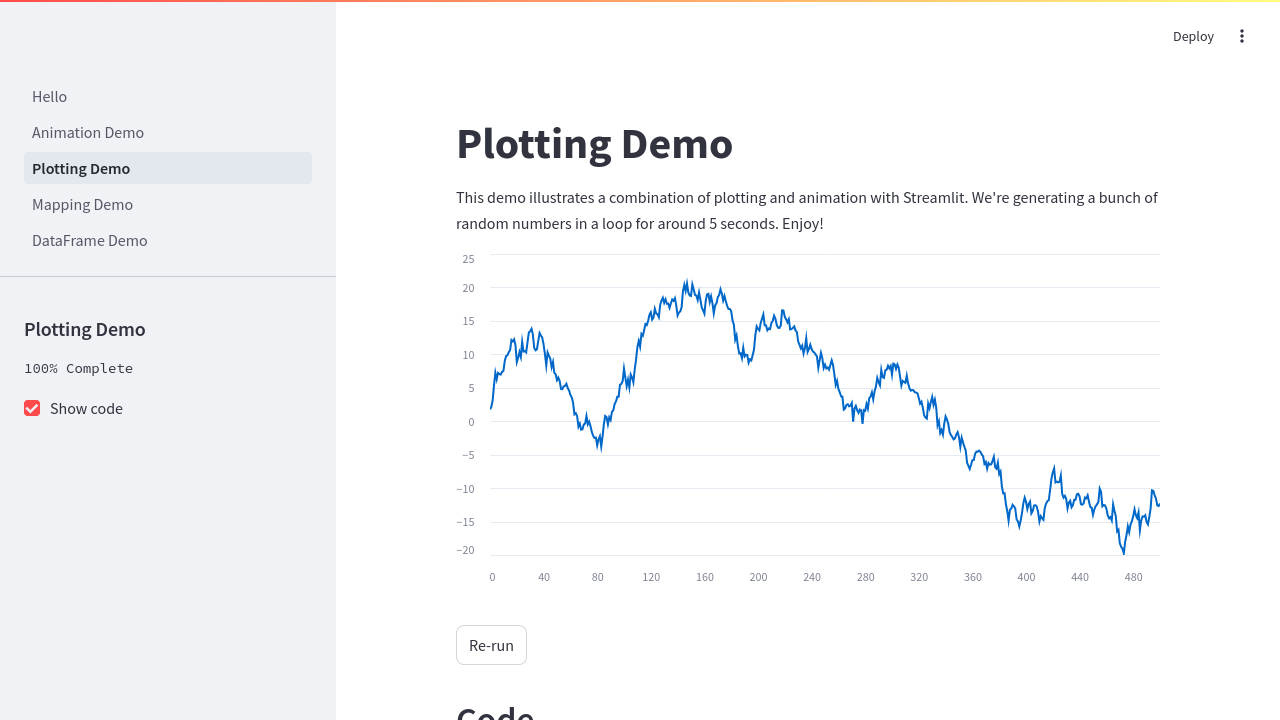 Deploy
Hello
Animation Demo
Plotting Demo
Mapping Demo
DataFrame Demo
Plotting Demo
100% Complete
Show code
Plotting Demo
This demo illustrates a combination of plotting and animation with Streamlit. We're generating a bunch of
random numbers in a loop for around 5 seconds. Enjoy!
25
20
15
10
5
0
−5
−10
−15
−20
0 40 80 120 160 200 240 280 320 360 400 440 480
Re-run
Code